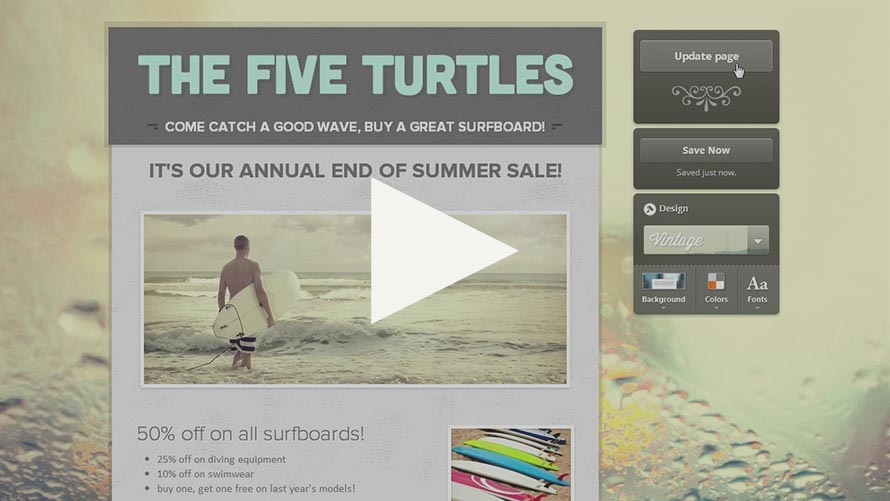 THE FIVE TURTLES
COME CATCH A GOOD WAVE, BUY A GREAT SURFBOARD!
IT'S OUR ANNUAL END OF SUMMER SALE!
50% off on all surfboards!
25% off on diving equipment
10% off on swimwear
buy one, get one free on last year's models!
Update page
Save Now
Saved just now.
Design
Vintage
Background
Colors
Aa
Fonts